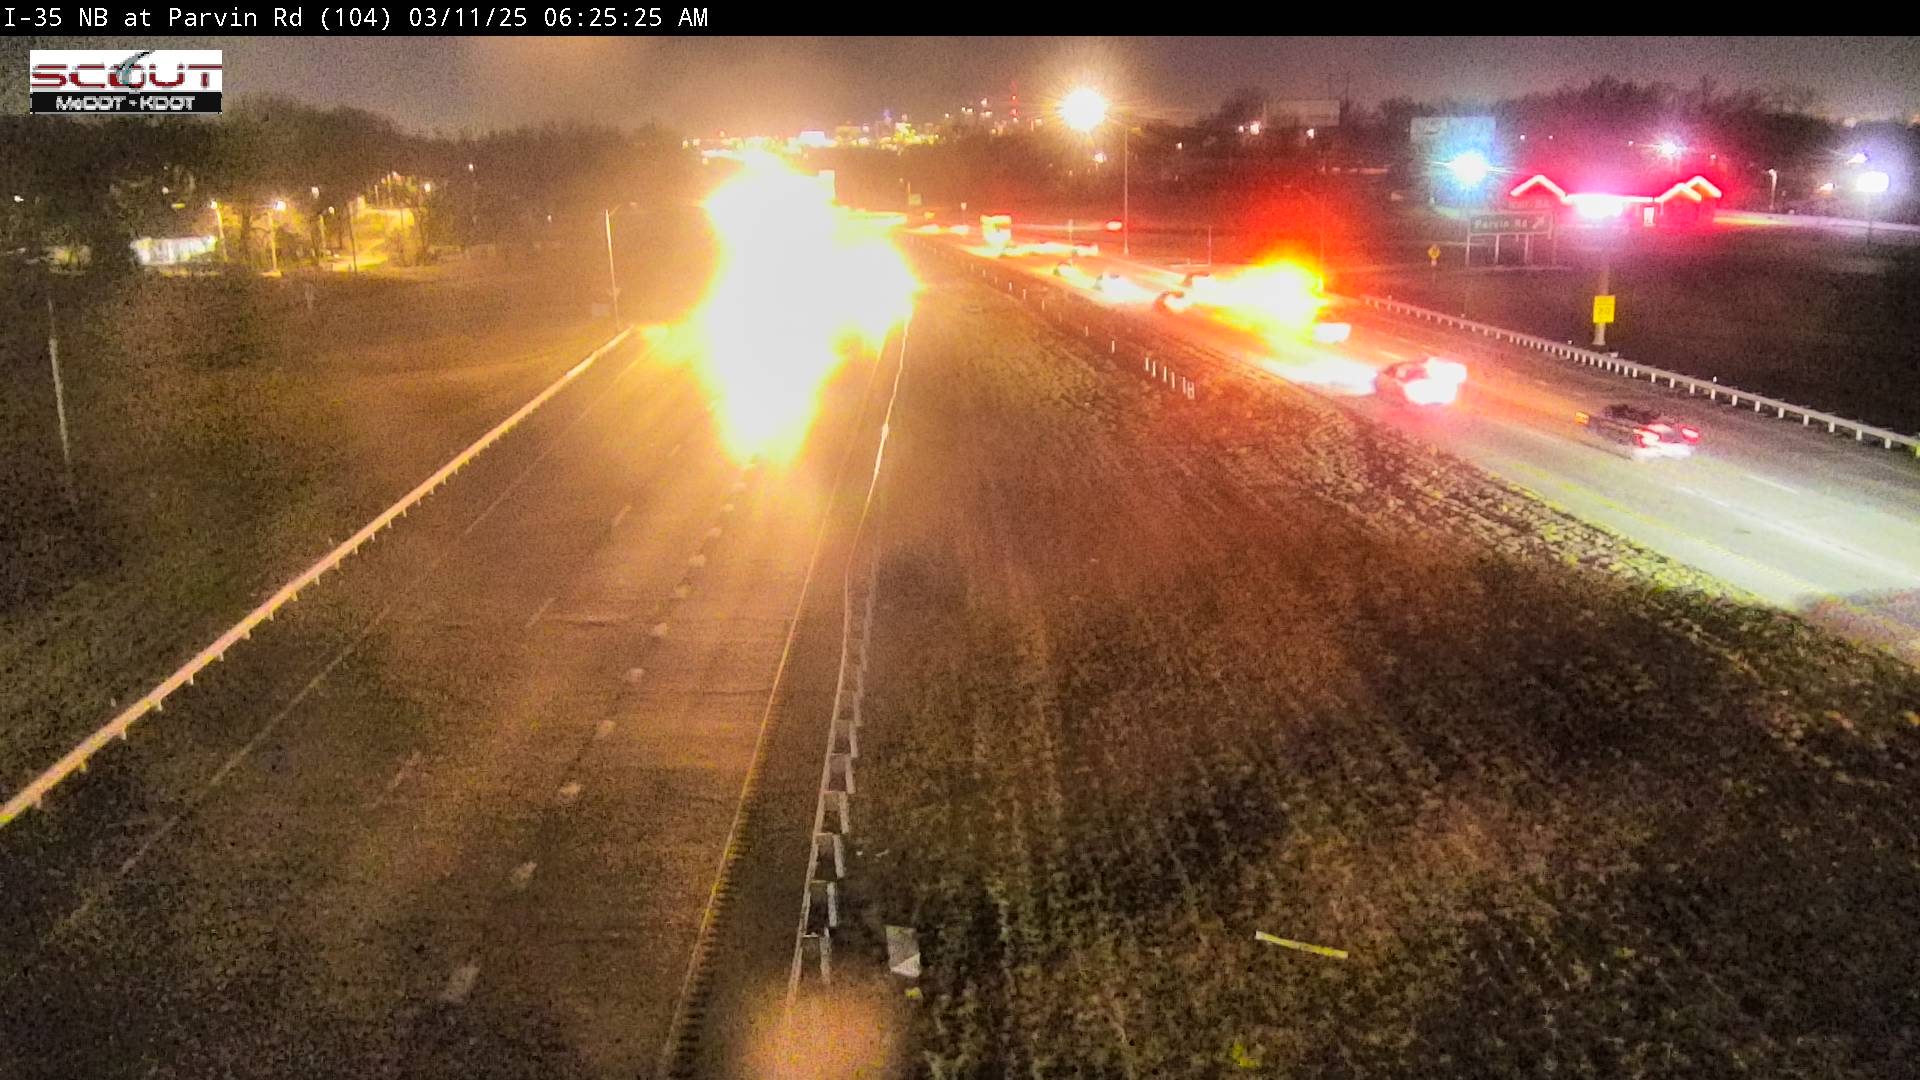 I-35 NB at Parvin Rd (104) 03/11/25 06:25:25 AM
SCOUT
MoDOT - KDOT
Parvin Rd